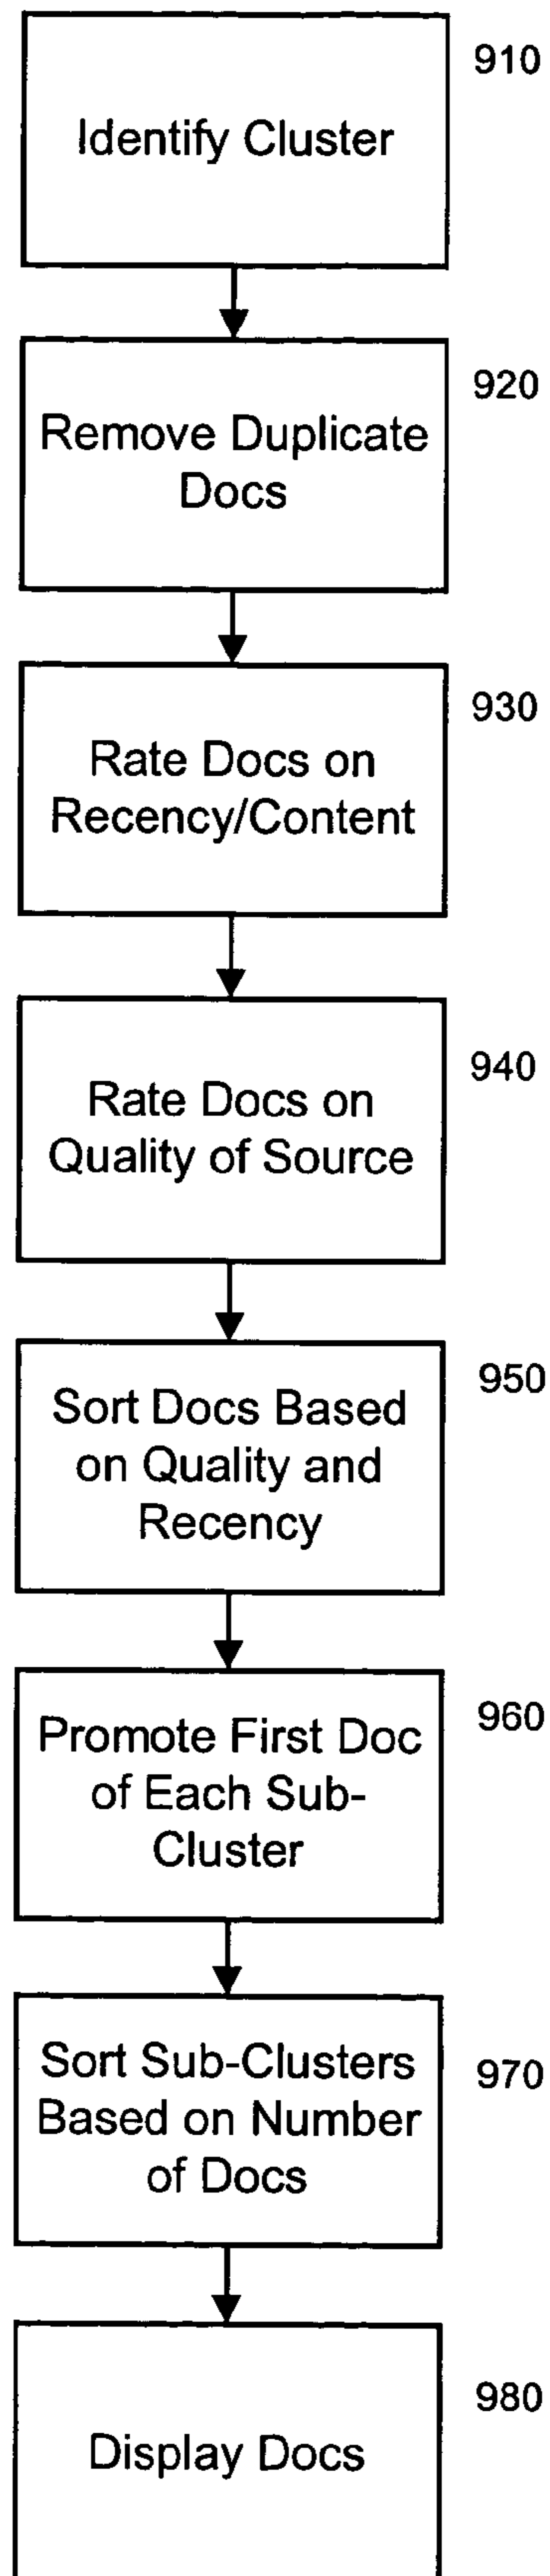 910
Identify Cluster
920
Remove Duplicate
Docs
930
Rate Docs on
Recency/Content
940
Rate Docs on
Quality of Source
950
Sort Docs Based
on Quality and
Recency
960
Promote First Doc
of Each Sub-
Cluster
970
Sort Sub-Clusters
Based on Number
of Docs
980
Display Docs